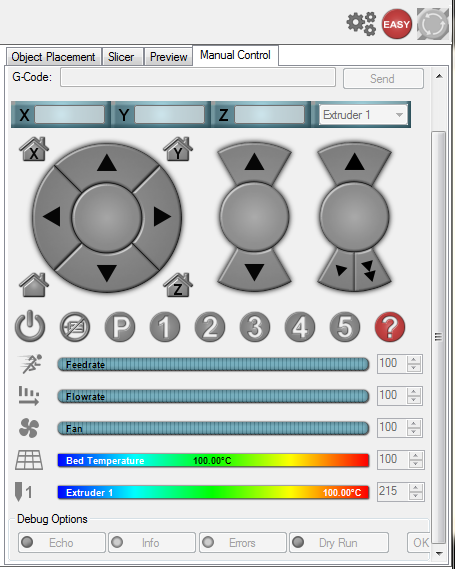 EASY
Object Placement Slicer Preview Manual Control
G-Code: Send
X Y Z Extruder 1
X Y
Z
P 1 2 3 4 5 ?
Feedrate 100
Flowrate 100
Fan 100
Bed Temperature 100.00°C 100
1 Extruder 1 100.00°C 215
Debug Options
Echo Info Errors Dry Run OK